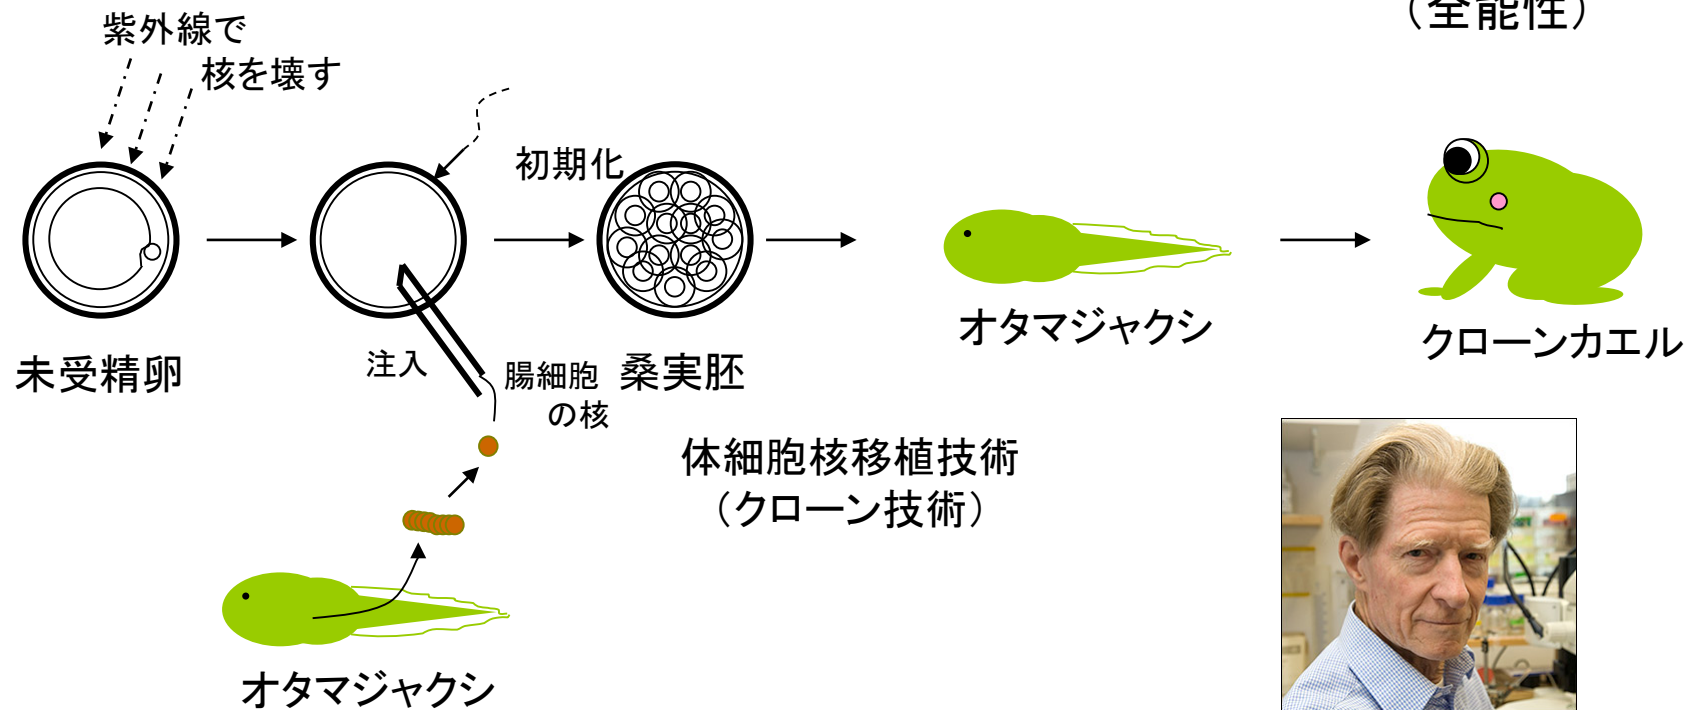 （全能性）
紫外線で
核を壊す
初期化
未受精卵
注入
腸細胞
の核
桑実胚
オタマジャクシ
クローンカエル
体細胞核移植技術
（クローン技術）
オタマジャクシ